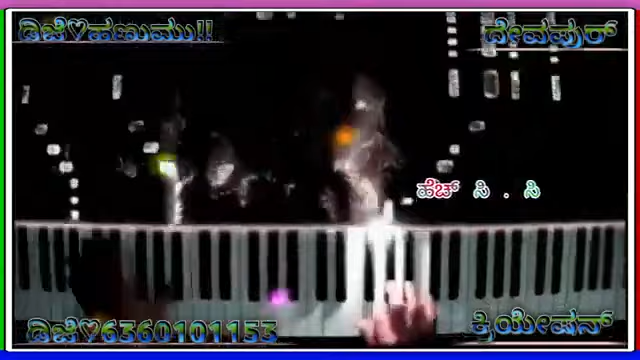 ಡಿಜೆ♡ಹಣುಮು!!
ದೇವಪುರ್
ಹೆಚ್ ಸಿ . ಸಿ
ಡಿಜೆ♡6360101153
ಕ್ರಿಯೇಷನ್